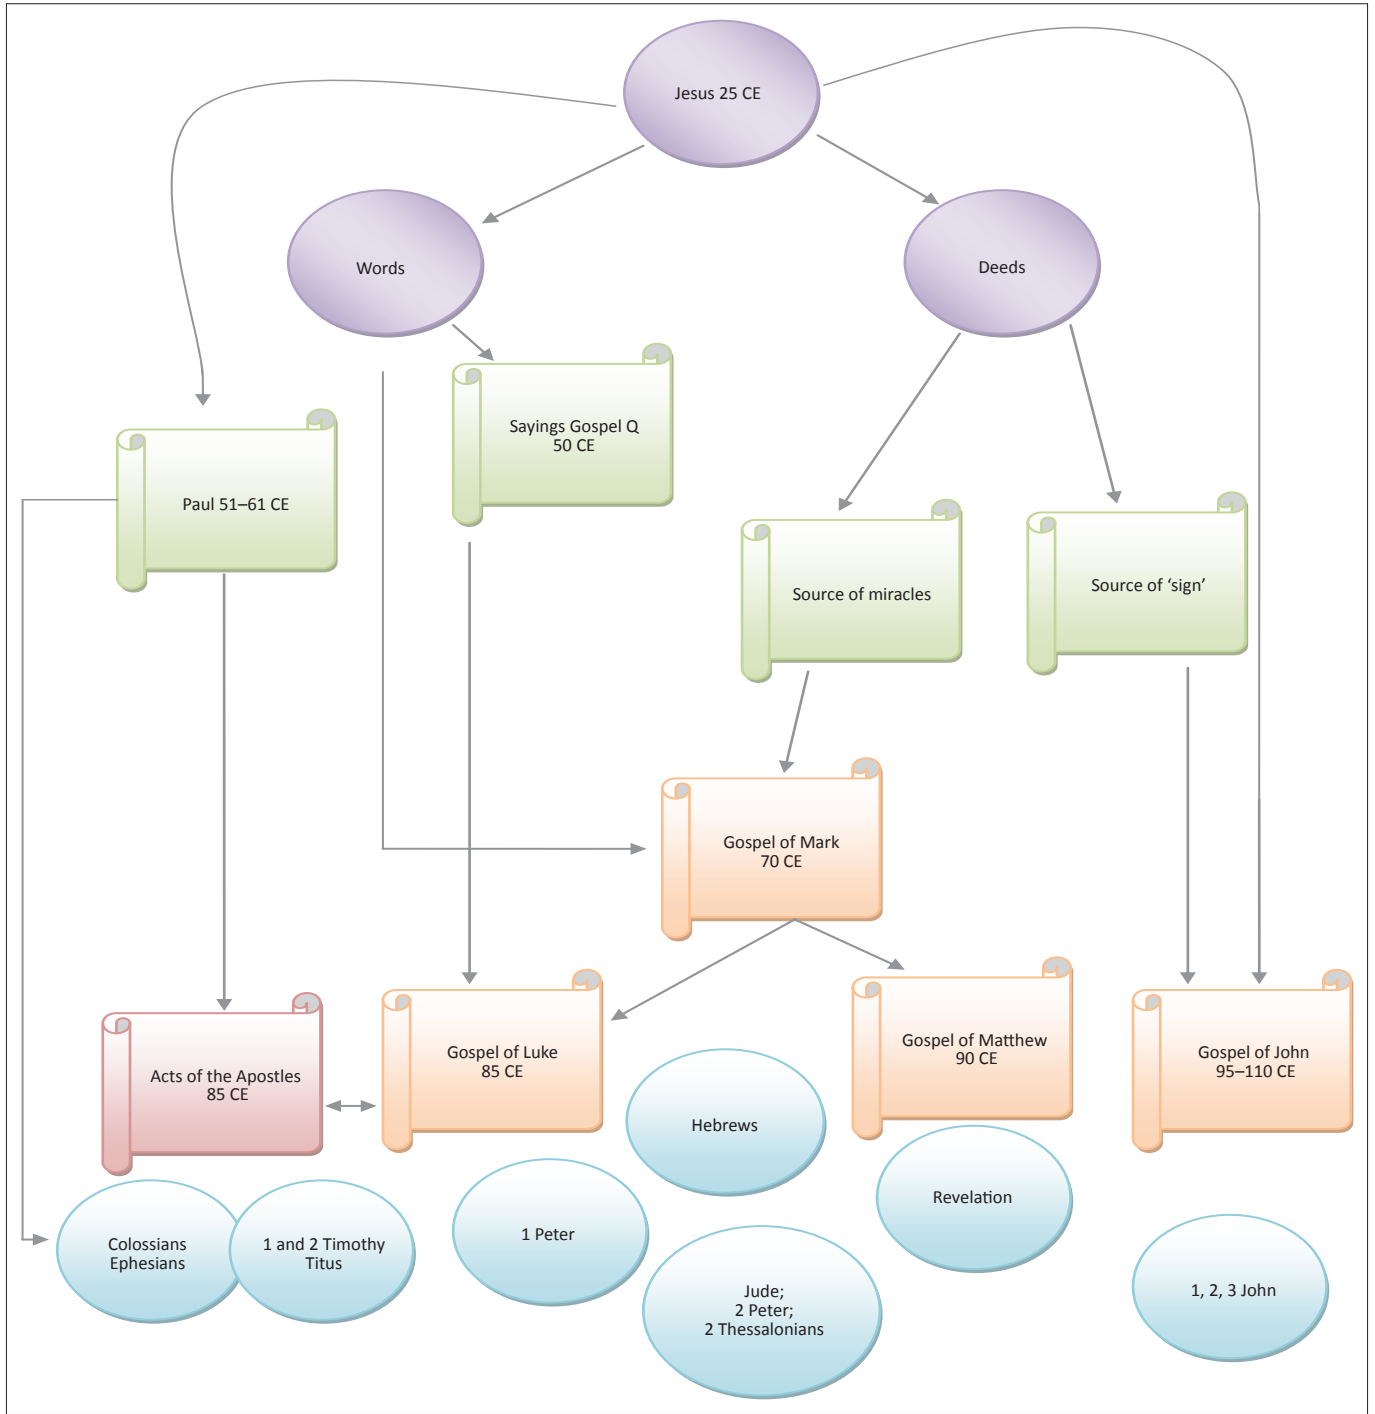 Jesus 25 CE
Words
Deeds
Sayings Gospel Q
50 CE
Paul 51–61 CE
Source of miracles
Source of ‘sign’
Gospel of Mark
70 CE
Acts of the Apostles
85 CE
Gospel of Luke
85 CE
Gospel of Matthew
90 CE
Gospel of John
95–110 CE
Hebrews
Revelation
Colossians
Ephesians
1 and 2 Timothy
Titus
1 Peter
Jude;
2 Peter;
2 Thessalonians
1, 2, 3 John